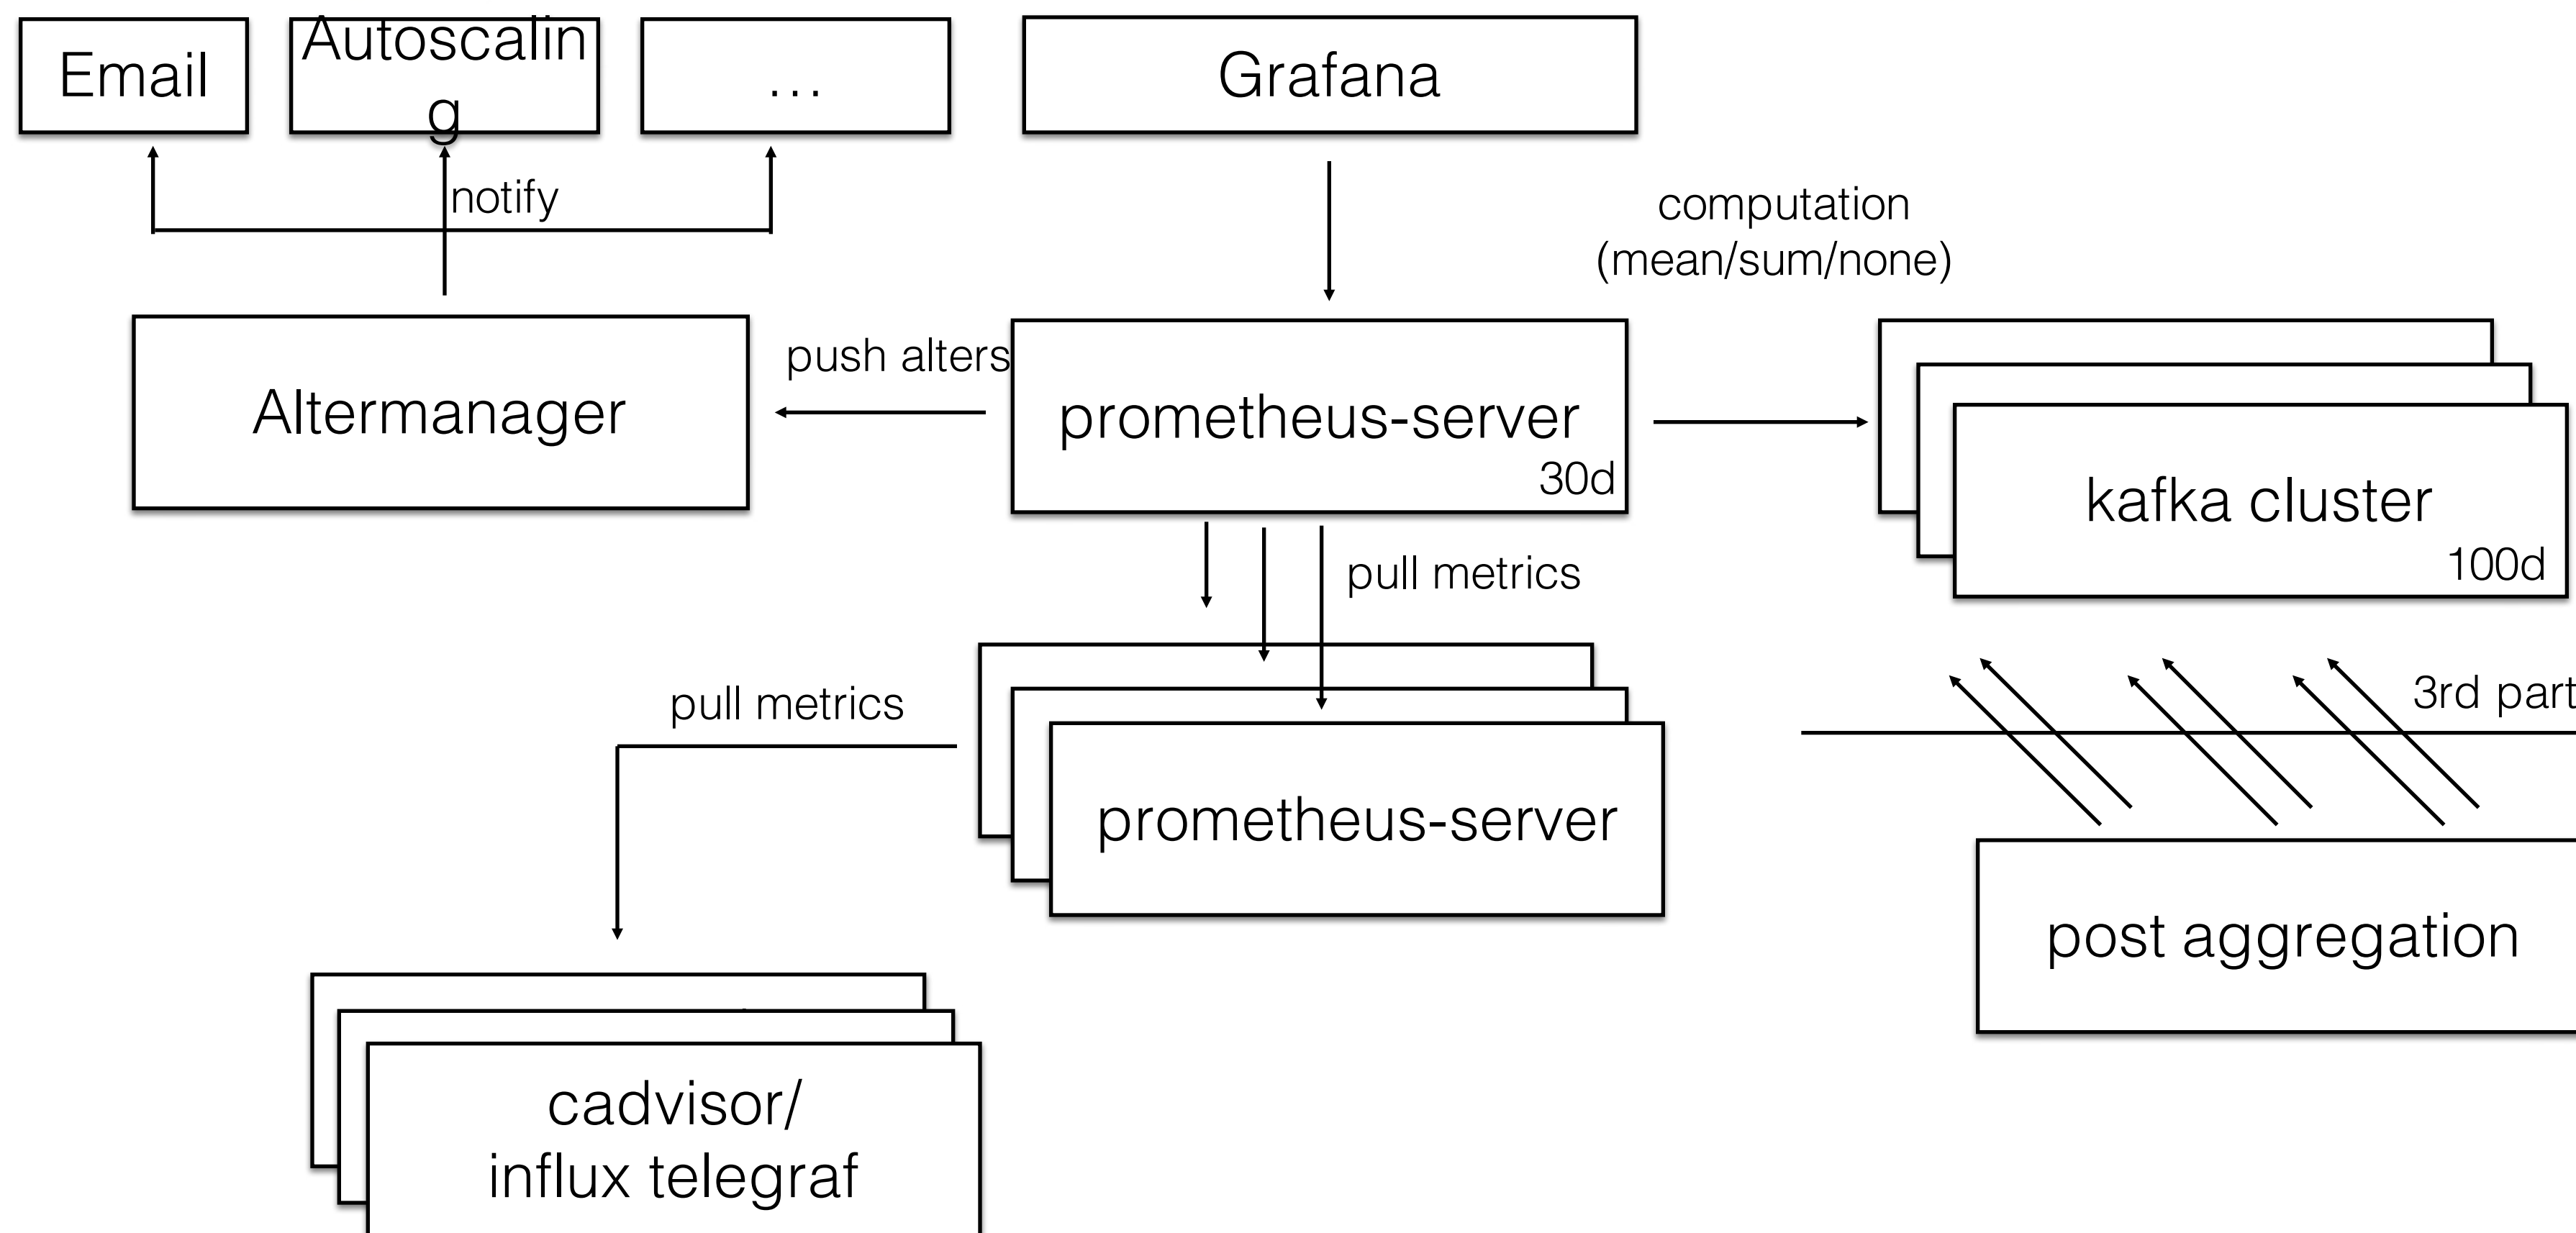 Email
Autoscalin
g
...
Grafana
notify
computation
(mean/sum/none)
Altermanager
push alters
prometheus-server
30d
kafka cluster
100d
pull metrics
pull metrics
prometheus-server
3rd part
post aggregation
cadvisor/
influx telegraf